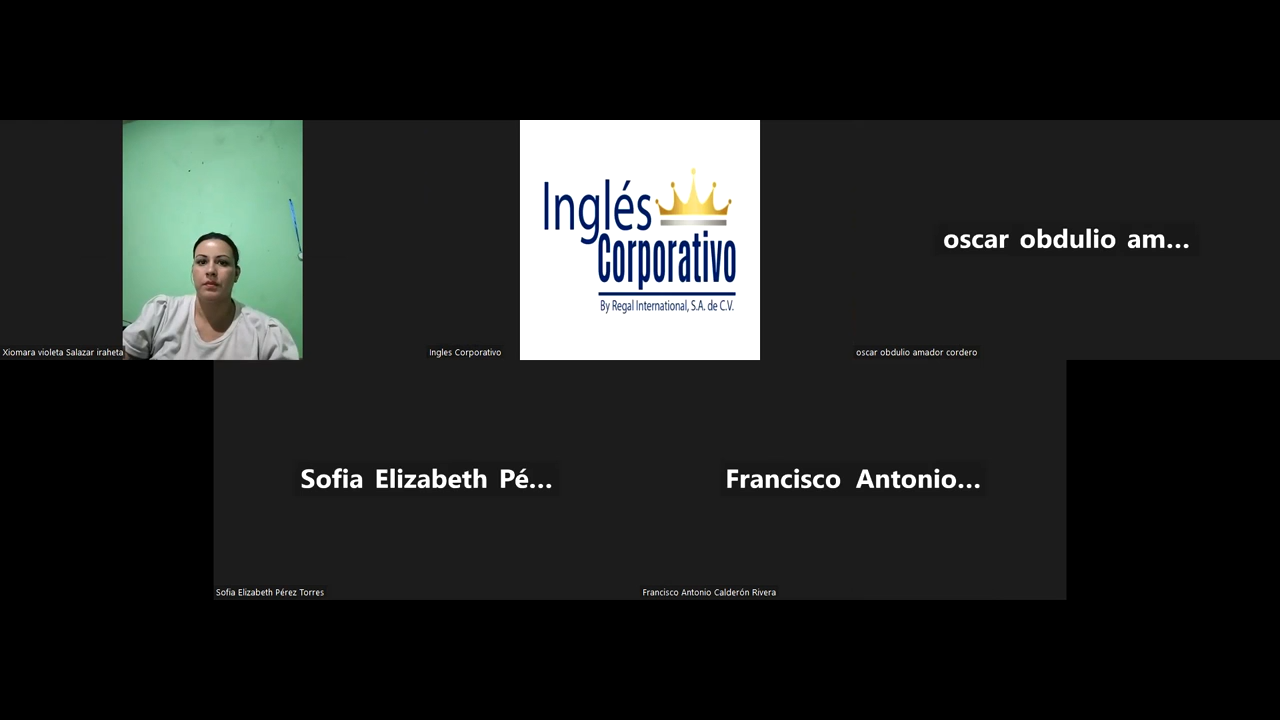 Inglés
Corporativo
By Regal International, S.A. de C.V.
oscar obdulio am...
Xiomara violeta Salazar iraheta
Ingles Corporativo
oscar obdulio amador cordero
Sofia Elizabeth Pé...
Francisco Antonio...
Sofia Elizabeth Pérez Torres
Francisco Antonio Calderón Rivera